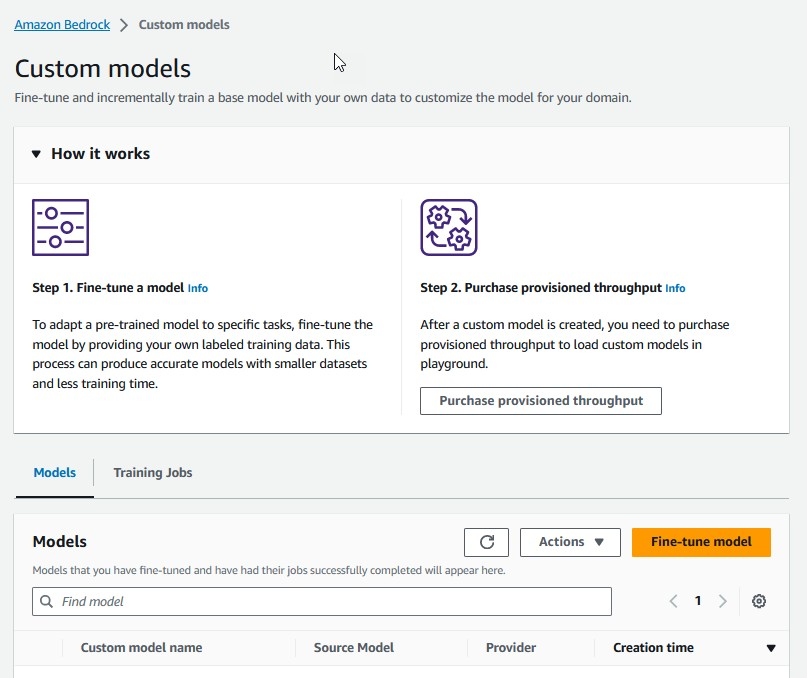 Amazon Bedrock > Custom models
Custom models
Fine-tune and incrementally train a base model with your own data to customize the model for your domain.
How it works
Step 1. Fine-tune a model Info
To adapt a pre-trained model to specific tasks, fine-tune the
model by providing your own labeled training data. This
process can produce accurate models with smaller datasets
and less training time.
Step 2. Purchase provisioned throughput Info
After a custom model is created, you need to purchase
provisioned throughput to load custom models in
playground.
Purchase provisioned throughput
Models Training Jobs
Models Actions Fine-tune model
Models that you have fine-tuned and have had their jobs successfully completed will appear here.
Find model 1
Custom model name Source Model Provider Creation time